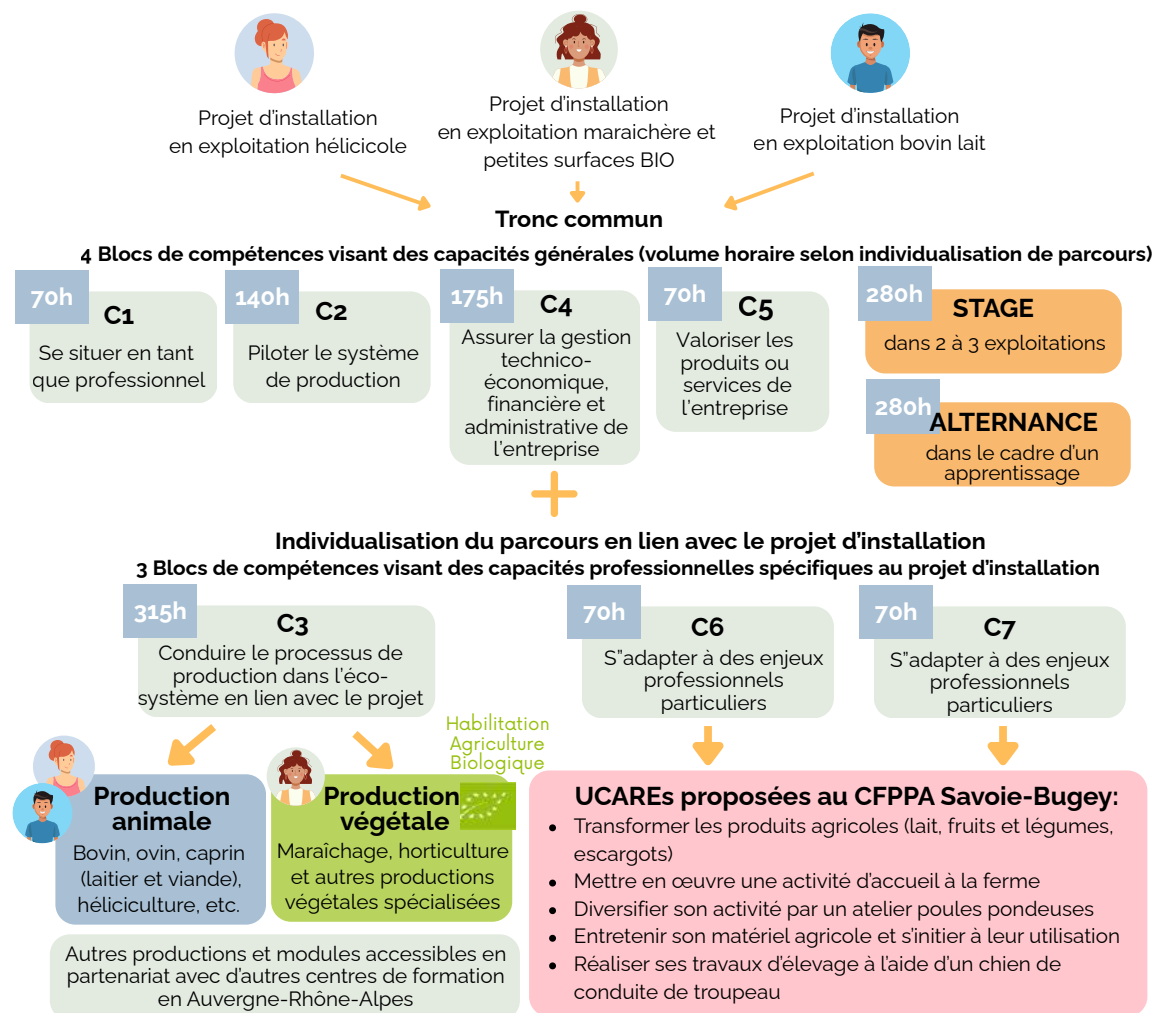 Projet d'installation
en exploitation hélicicole
Projet d'installation
en exploitation maraichère et
petites surfaces BIO
Projet d'installation
en exploitation bovin lait
Tronc commun
4 Blocs de compétences visant des capacités générales (volume horaire selon individualisation de parcours)
70h
C1
Se situer en tant
que professionnel
140h
C2
Piloter le système
de production
175h
C4
Assurer la gestion
technico-
économique,
financière et
administrative de
l'entreprise
70h
C5
Valoriser les
produits ou
services de
l'entreprise
280h
STAGE
dans 2 à 3 exploitations
280h
ALTERNANCE
dans le cadre d'un
apprentissage
Individualisation du parcours en lien avec le projet d'installation
3 Blocs de compétences visant des capacités professionnelles spécifiques au projet d'installation
315h
C3
Conduire le processus de
production dans l'éco-
système en lien avec le projet
70h
C6
S"adapter à des enjeux
professionnels
particuliers
70h
C7
S"adapter à des enjeux
professionnels
particuliers
Habilitation
Agriculture
Biologique
Production
animale
Bovin, ovin, caprin
(laitier et viande),
héliciculture, etc.
Production
végétale
Maraîchage, horticulture
et autres productions
végétales spécialisées
Autres productions et modules accessibles en
partenariat avec d'autres centres de formation
en Auvergne-Rhône-Alpes
UCAREs proposées au CFPPA Savoie-Bugey:
• Transformer les produits agricoles (lait, fruits et légumes,
escargots)
• Mettre en œuvre une activité d'accueil à la ferme
• Diversifier son activité par un atelier poules pondeuses
• Entretenir son matériel agricole et s'initier à leur utilisation
• Réaliser ses travaux d'élevage à l'aide d'un chien de
conduite de troupeau